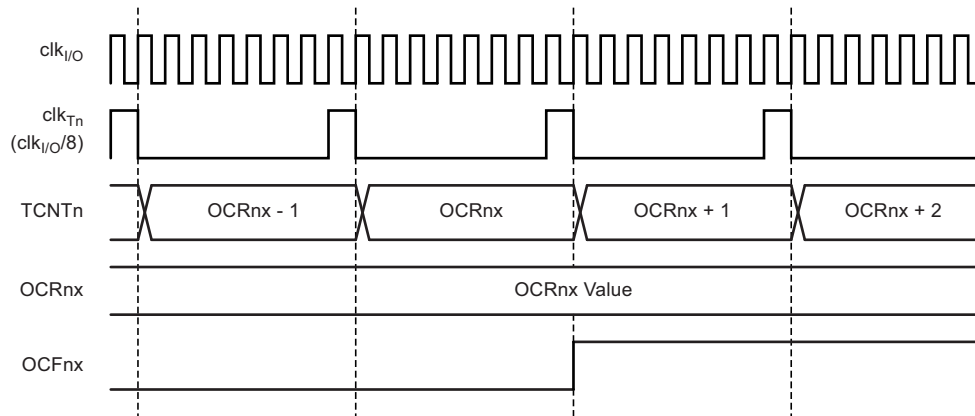 clkI/O
clkTn
(clkI/O/8)
TCNTn OCRnx - 1 OCRnx OCRnx + 1 OCRnx + 2
OCRnx OCRnx Value
OCFnx